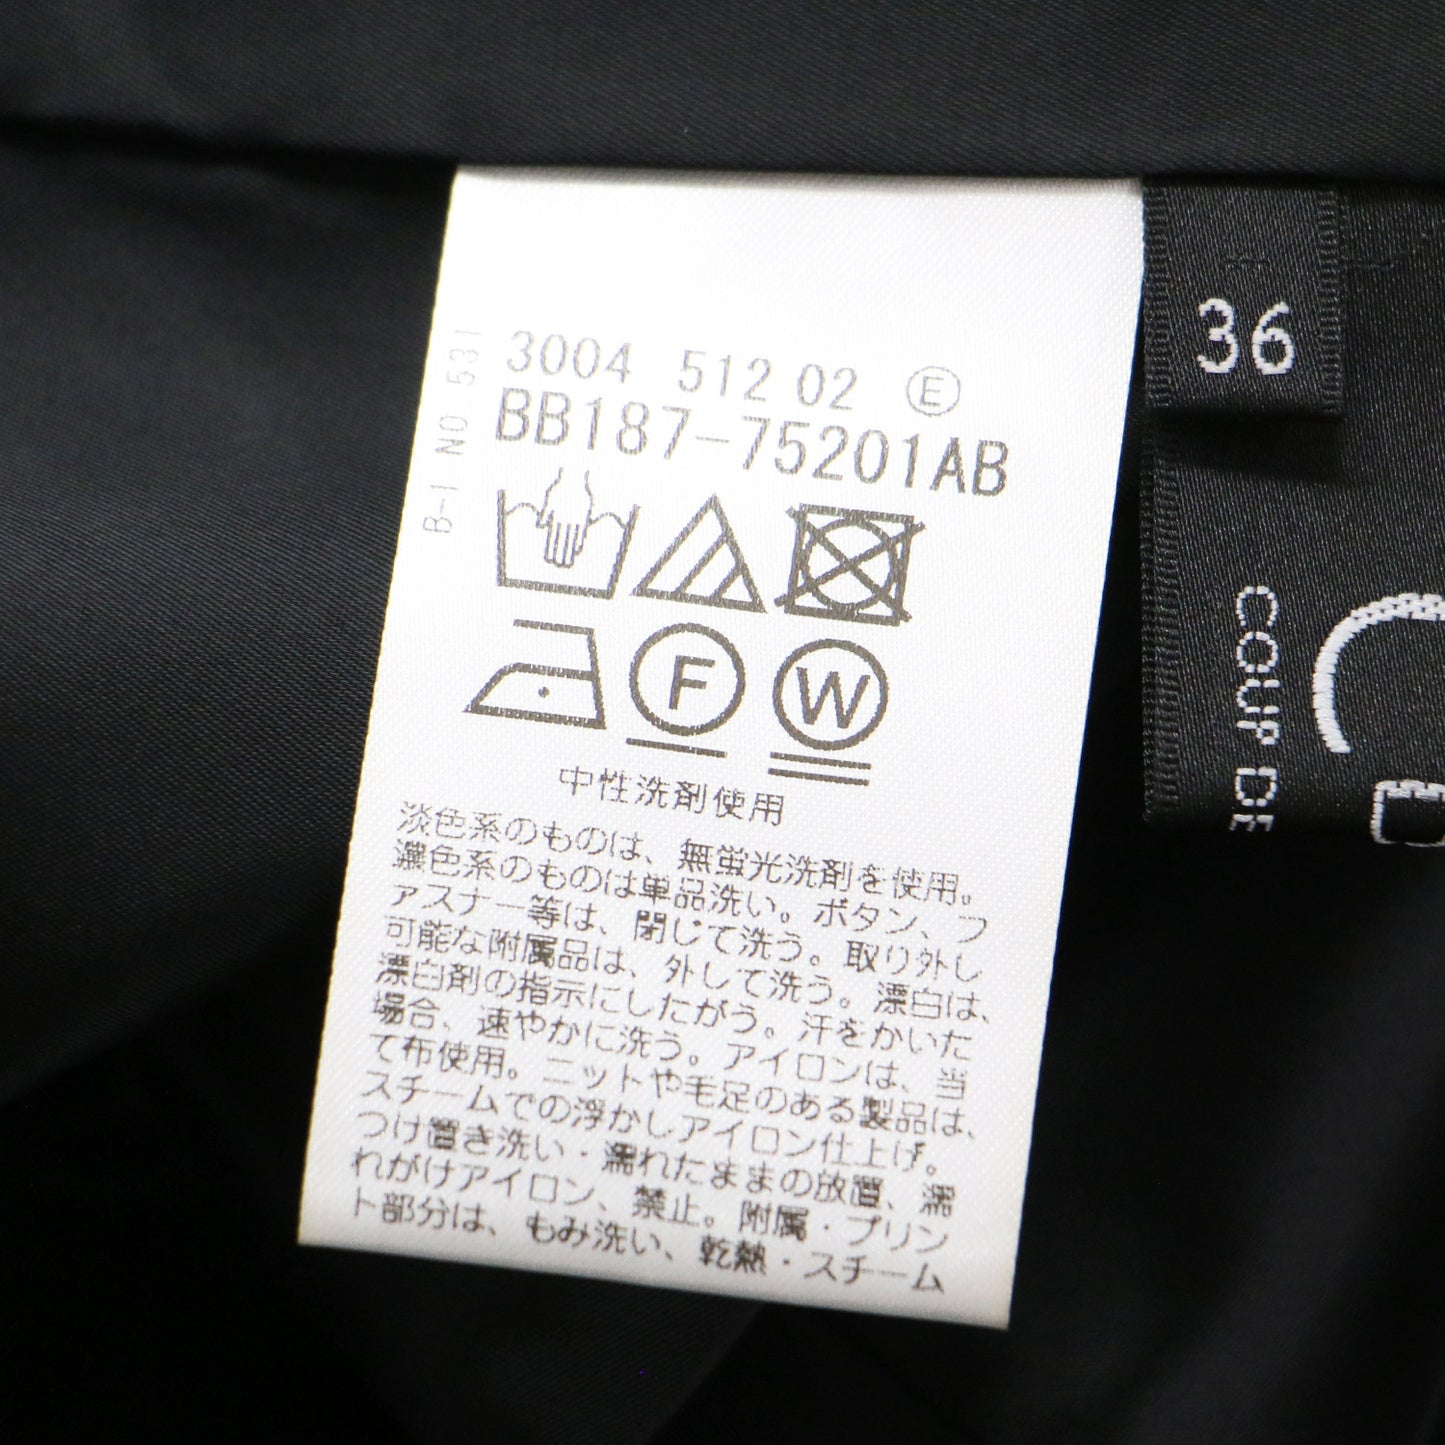 3004 512 02 Ⓔ
BB187-75201AB
B-1 NO 531
F
W
中性洗剤使用
淡色系のものは、無蛍光洗剤を使用。
濃色系のものは単品洗い。ボタン、フ
ァスナー等は、閉じて洗う。取り外し
可能な附属品は、外して洗う。漂白は、
漂白剤の指示にしたがう。汗をかいた
場合、速やかに洗う。アイロンは、当
て布使用。ニットや毛足のある製品は、
スチームでの浮かしアイロン仕上げ。
つけ置き洗い・濡れたままの放置、濡
れがけアイロン、禁止。附属・プリン
ト部分は、もみ洗い、乾熱・スチーム
36
COUP DE